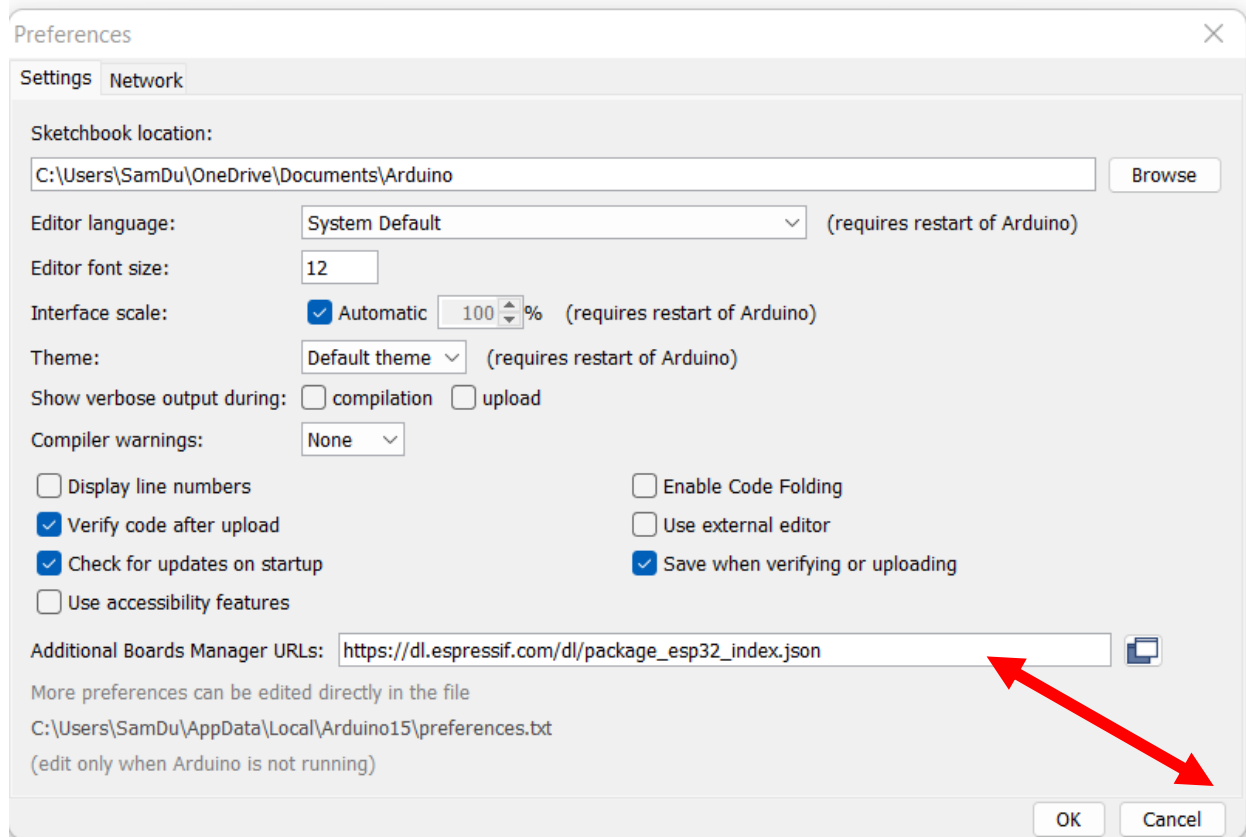 Preferences
Settings Network
Sketchbook location:
C:\Users\SamDu\OneDrive\Documents\Arduino Browse
Editor language: System Default (requires restart of Arduino)
Editor font size: 12
Interface scale: Automatic 100 % (requires restart of Arduino)
Theme: Default theme (requires restart of Arduino)
Show verbose output during: compilation upload
Compiler warnings: None
Display line numbers Enable Code Folding
Verify code after upload Use external editor
Check for updates on startup Save when verifying or uploading
Use accessibility features
Additional Boards Manager URLs: https://dl.espressif.com/dl/package_esp32_index.json
More preferences can be edited directly in the file
C:\Users\SamDu\AppData\Local\Arduino15\preferences.txt
(edit only when Arduino is not running)
OK Cancel